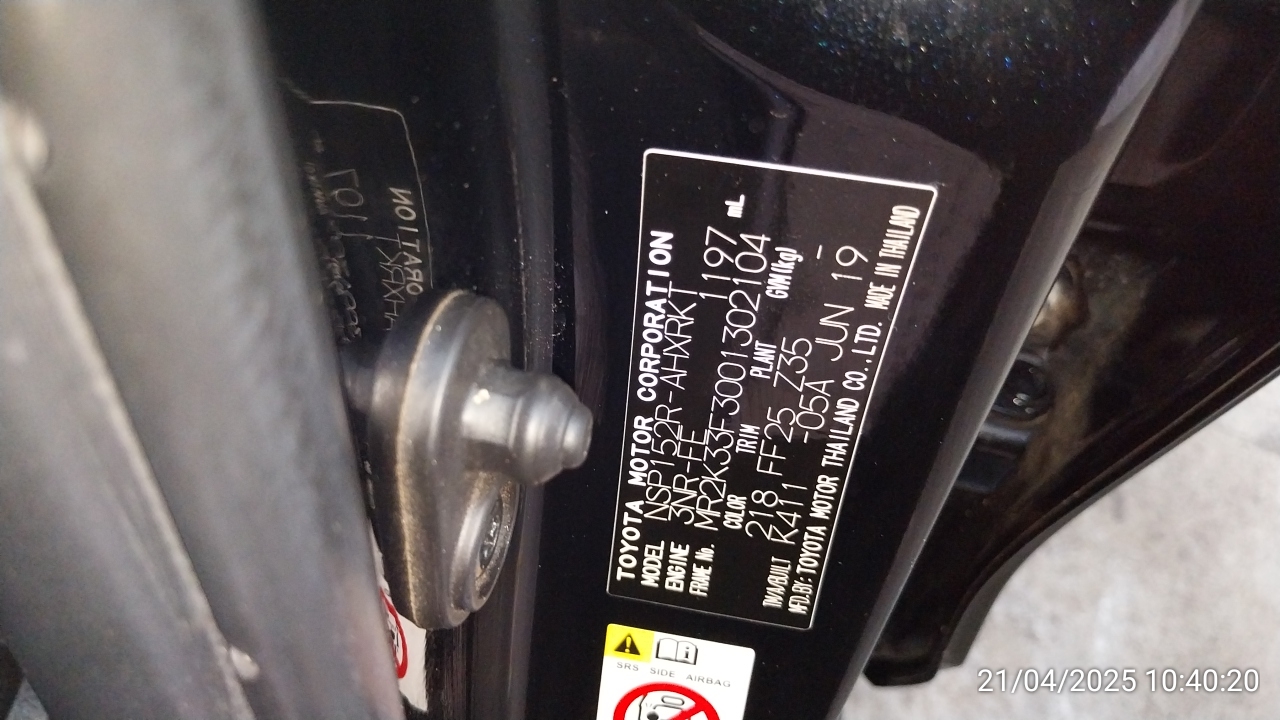 TOYOTA MOTOR CORPORATION
MODEL NSP152R-AHXRKT
ENGINE 3NR-FE 1197 mL
FRAME No. MR2K33F3001302104
COLOR TRIM PLANT GVM(kg)
218 FF25 Z35 —
TM/A/BUILT K411 -05A JUN 19
MFD.BY: TOYOTA MOTOR THAILAND CO.,LTD. MADE IN THAILAND
SRS SIDE AIRBAG
21/04/2025 10:40:20